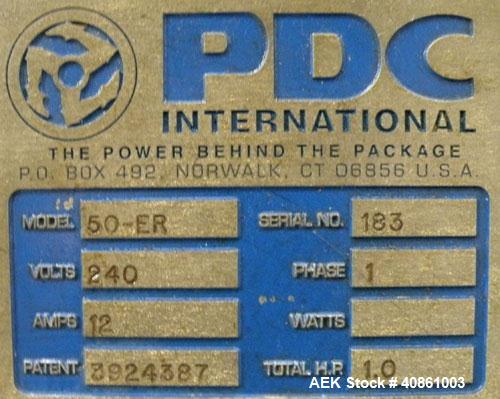 PDC
INTERNATIONAL
THE POWER BEHIND THE PACKAGE
P.O. BOX 492, NORWALK, CT 06856 U.S.A.
MODEL 50-ER SERIAL NO. 183
VOLTS 240 PHASE 1
AMPS 12 WATTS
PATENT 3924387 TOTAL H.P. 1.0
AEK Stock # 40861003